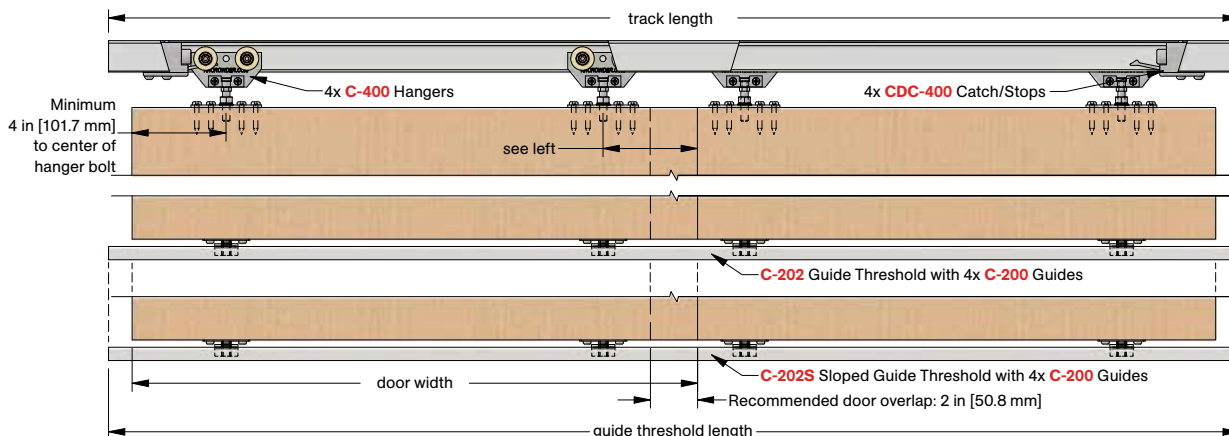 track length
4x C-400 Hangers
4x CDC-400 Catch/Stops
Minimum
4 in [101.7 mm]
to center of
hanger bolt
see left
C-202 Guide Threshold with 4x C-200 Guides
C-202S Sloped Guide Threshold with 4x C-200 Guides
door width
Recommended door overlap: 2 in [50.8 mm]
guide threshold length